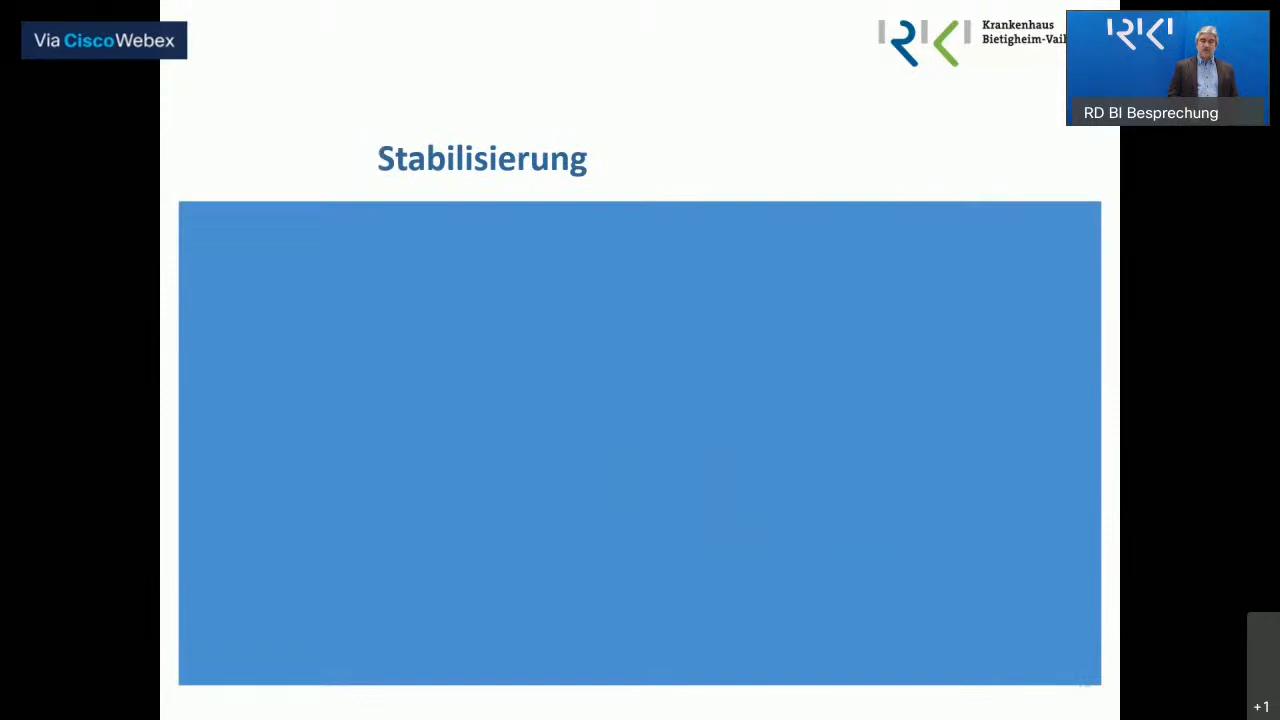 Via CiscoWebex
Krankenhaus
Bietigheim-Vaih
RD BI Besprechung
Stabilisierung
+1